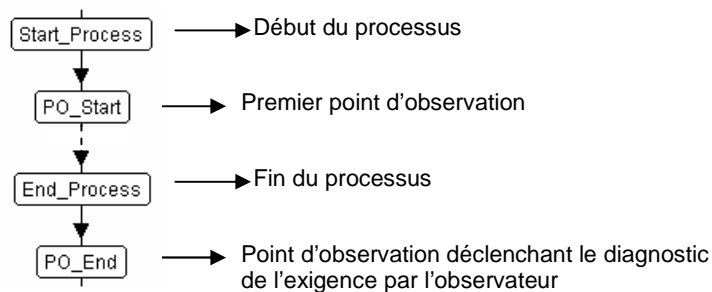 Start_Process
Début du processus
PO_Start
Premier point d'observation
End_Process
Fin du processus
PO_End
Point d'observation déclenchant le diagnostic
de l'exigence par l'observateur